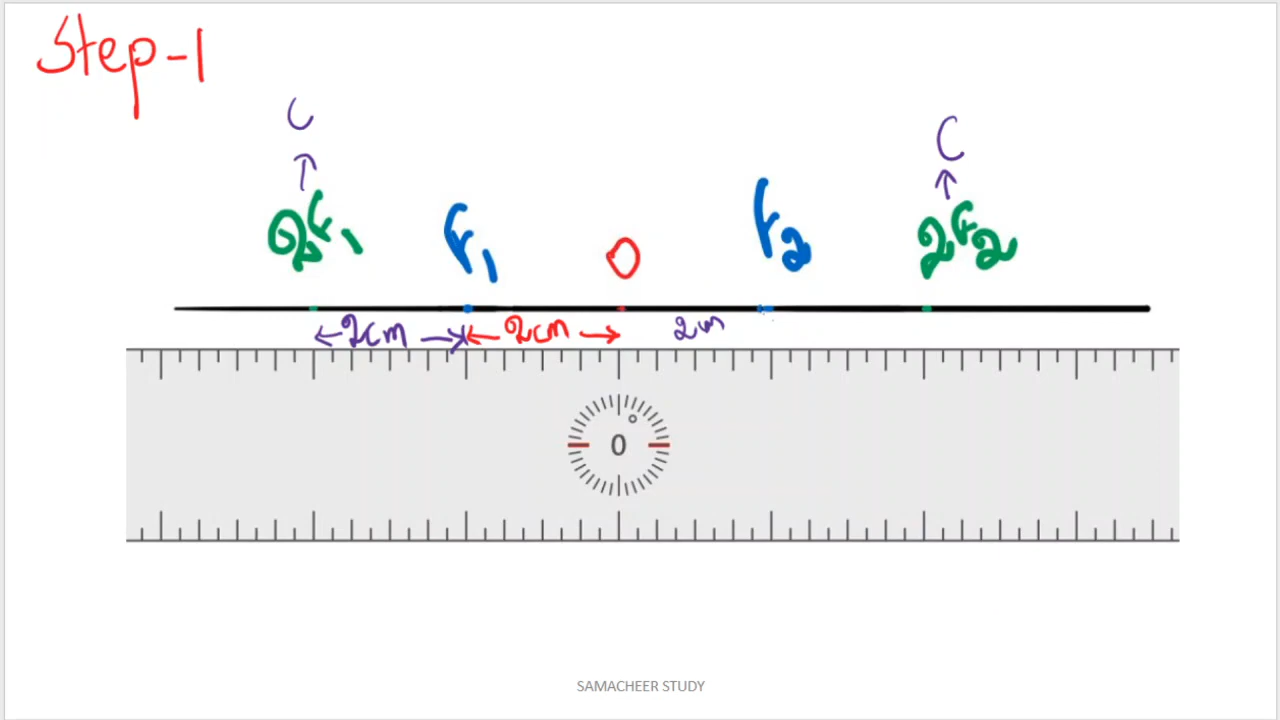 Step-1
C C
2F1 F1 O F2 2F2
2cm 2cm 2cm
0°
SAMACHEER STUDY